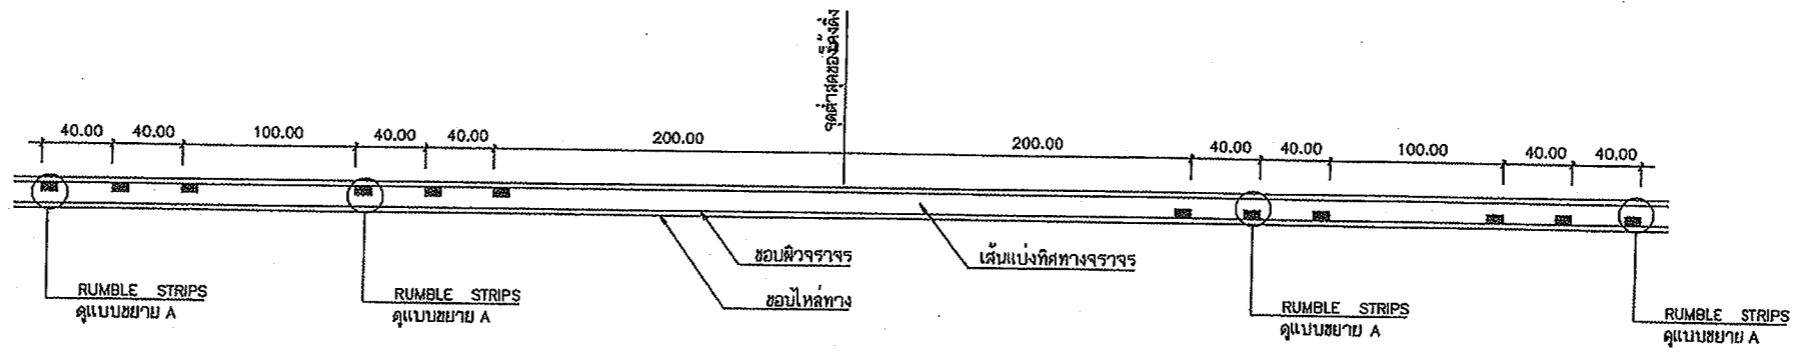 จุดต่ำสุดของโค้งดิ่ง
40.00 40.00 100.00 40.00 40.00 200.00 200.00 40.00 40.00 100.00 40.00 40.00
ขอบผิวจราจร
เส้นแบ่งทิศทางจราจร
ขอบไหล่ทาง
RUMBLE STRIPS
ดูแบบขยาย A
RUMBLE STRIPS
ดูแบบขยาย A
RUMBLE STRIPS
ดูแบบขยาย A
RUMBLE STRIPS
ดูแบบขยาย A